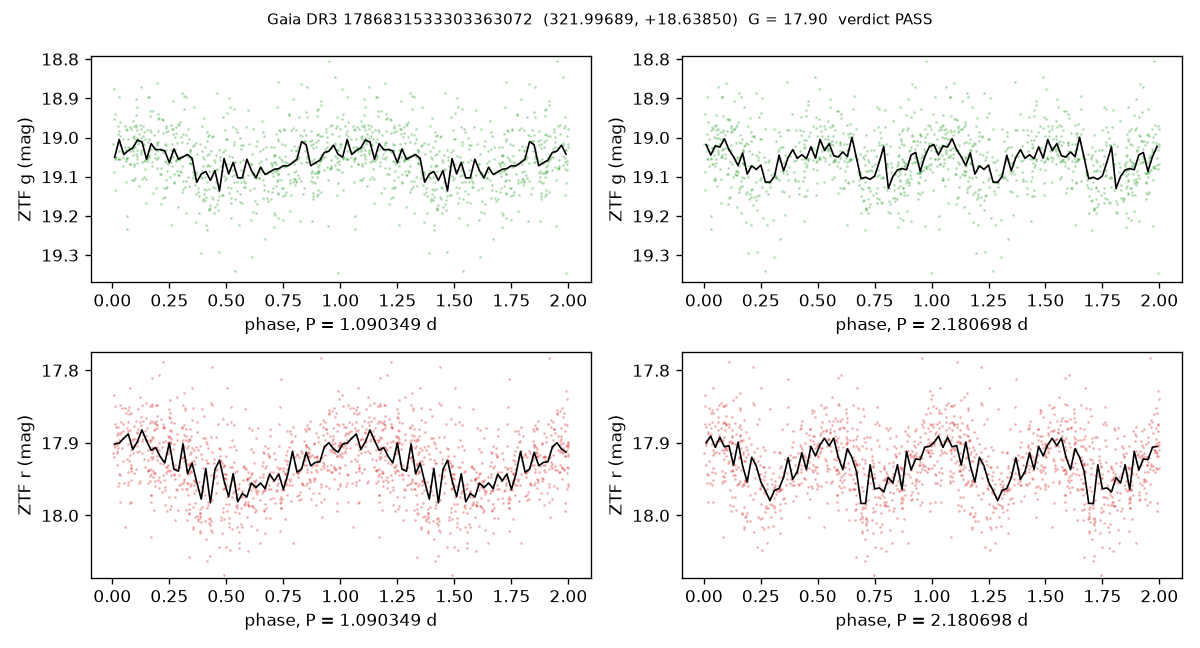 Gaia DR3 1786831533303363072 (321.99689, +18.63850) G = 17.90 verdict PASS
18.8
18.9
19.0
19.1
19.2
19.3
ZTF g (mag)
0.00 0.25 0.50 0.75 1.00 1.25 1.50 1.75 2.00
phase, P = 1.090349 d
18.8
18.9
19.0
19.1
19.2
19.3
ZTF g (mag)
0.00 0.25 0.50 0.75 1.00 1.25 1.50 1.75 2.00
phase, P = 2.180698 d
17.8
17.9
18.0
ZTF r (mag)
0.00 0.25 0.50 0.75 1.00 1.25 1.50 1.75 2.00
phase, P = 1.090349 d
17.8
17.9
18.0
ZTF r (mag)
0.00 0.25 0.50 0.75 1.00 1.25 1.50 1.75 2.00
phase, P = 2.180698 d